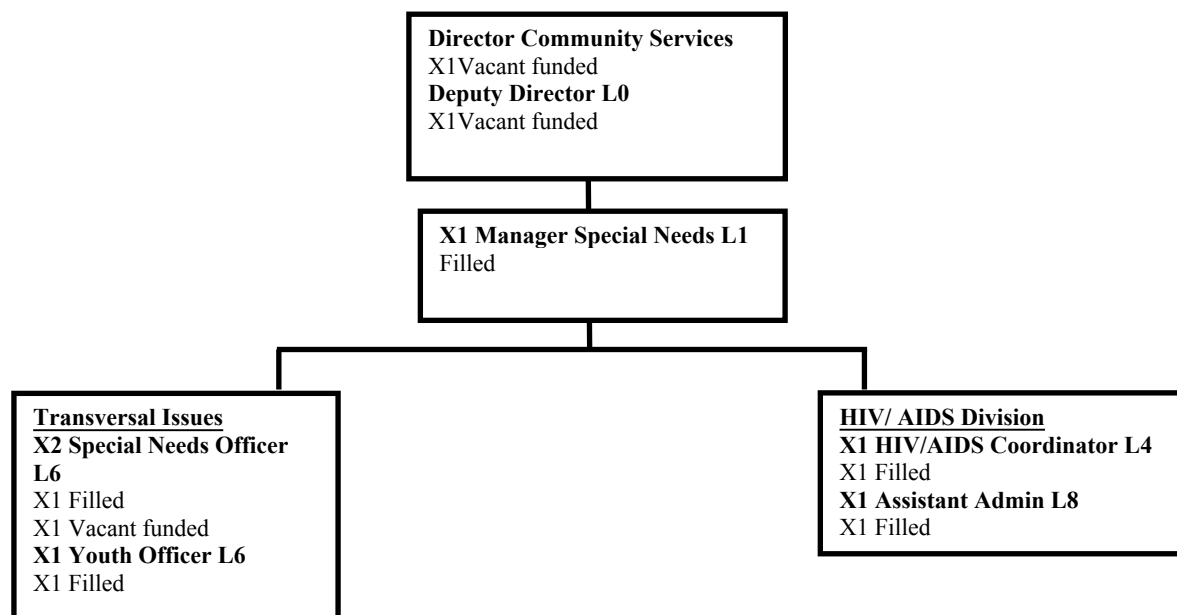 Director Community Services
X1Vacant funded
Deputy Director L0
X1Vacant funded
X1 Manager Special Needs L1
Filled
Transversal Issues
X2 Special Needs Officer
L6
X1 Filled
X1 Vacant funded
X1 Youth Officer L6
X1 Filled
HIV/ AIDS Division
X1 HIV/AIDS Coordinator L4
X1 Filled
X1 Assistant Admin L8
X1 Filled